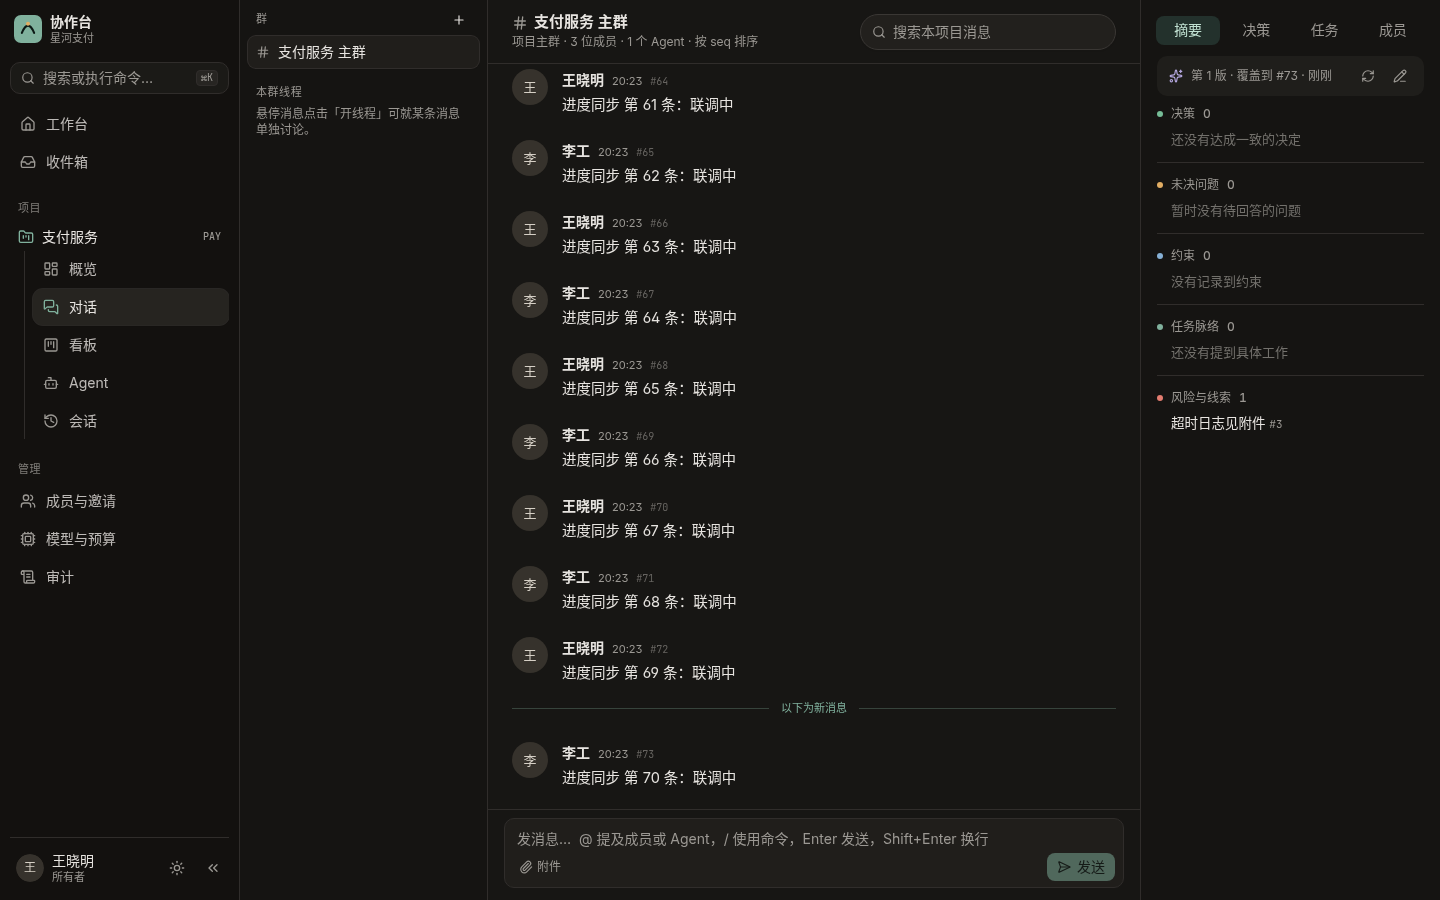 协作台
星河支付
搜索或执行命令...
⌘K
工作台
收件箱
项目
支付服务
PAY
概览
对话
看板
Agent
会话
管理
成员与邀请
模型与预算
审计
王
王晓明
所有者
群
# 支付服务 主群
本群线程
悬停消息点击「开线程」可就某条消息
单独讨论。
# 支付服务 主群
项目主群 · 3 位成员 · 1 个 Agent · 按 seq 排序
搜索本项目消息
王
王晓明 20:23 #64
进度同步 第 61 条：联调中
李
李工 20:23 #65
进度同步 第 62 条：联调中
王
王晓明 20:23 #66
进度同步 第 63 条：联调中
李
李工 20:23 #67
进度同步 第 64 条：联调中
王
王晓明 20:23 #68
进度同步 第 65 条：联调中
李
李工 20:23 #69
进度同步 第 66 条：联调中
王
王晓明 20:23 #70
进度同步 第 67 条：联调中
李
李工 20:23 #71
进度同步 第 68 条：联调中
王
王晓明 20:23 #72
进度同步 第 69 条：联调中
以下为新消息
李
李工 20:23 #73
进度同步 第 70 条：联调中
发消息... @ 提及成员或 Agent，/ 使用命令，Enter 发送，Shift+Enter 换行
附件
发送
摘要
决策
任务
成员
第 1 版 · 覆盖到 #73 · 刚刚
决策 0
还没有达成一致的决定
未决问题 0
暂时没有待回答的问题
约束 0
没有记录到约束
任务脉络 0
还没有提到具体工作
风险与线索 1
超时日志见附件 #3